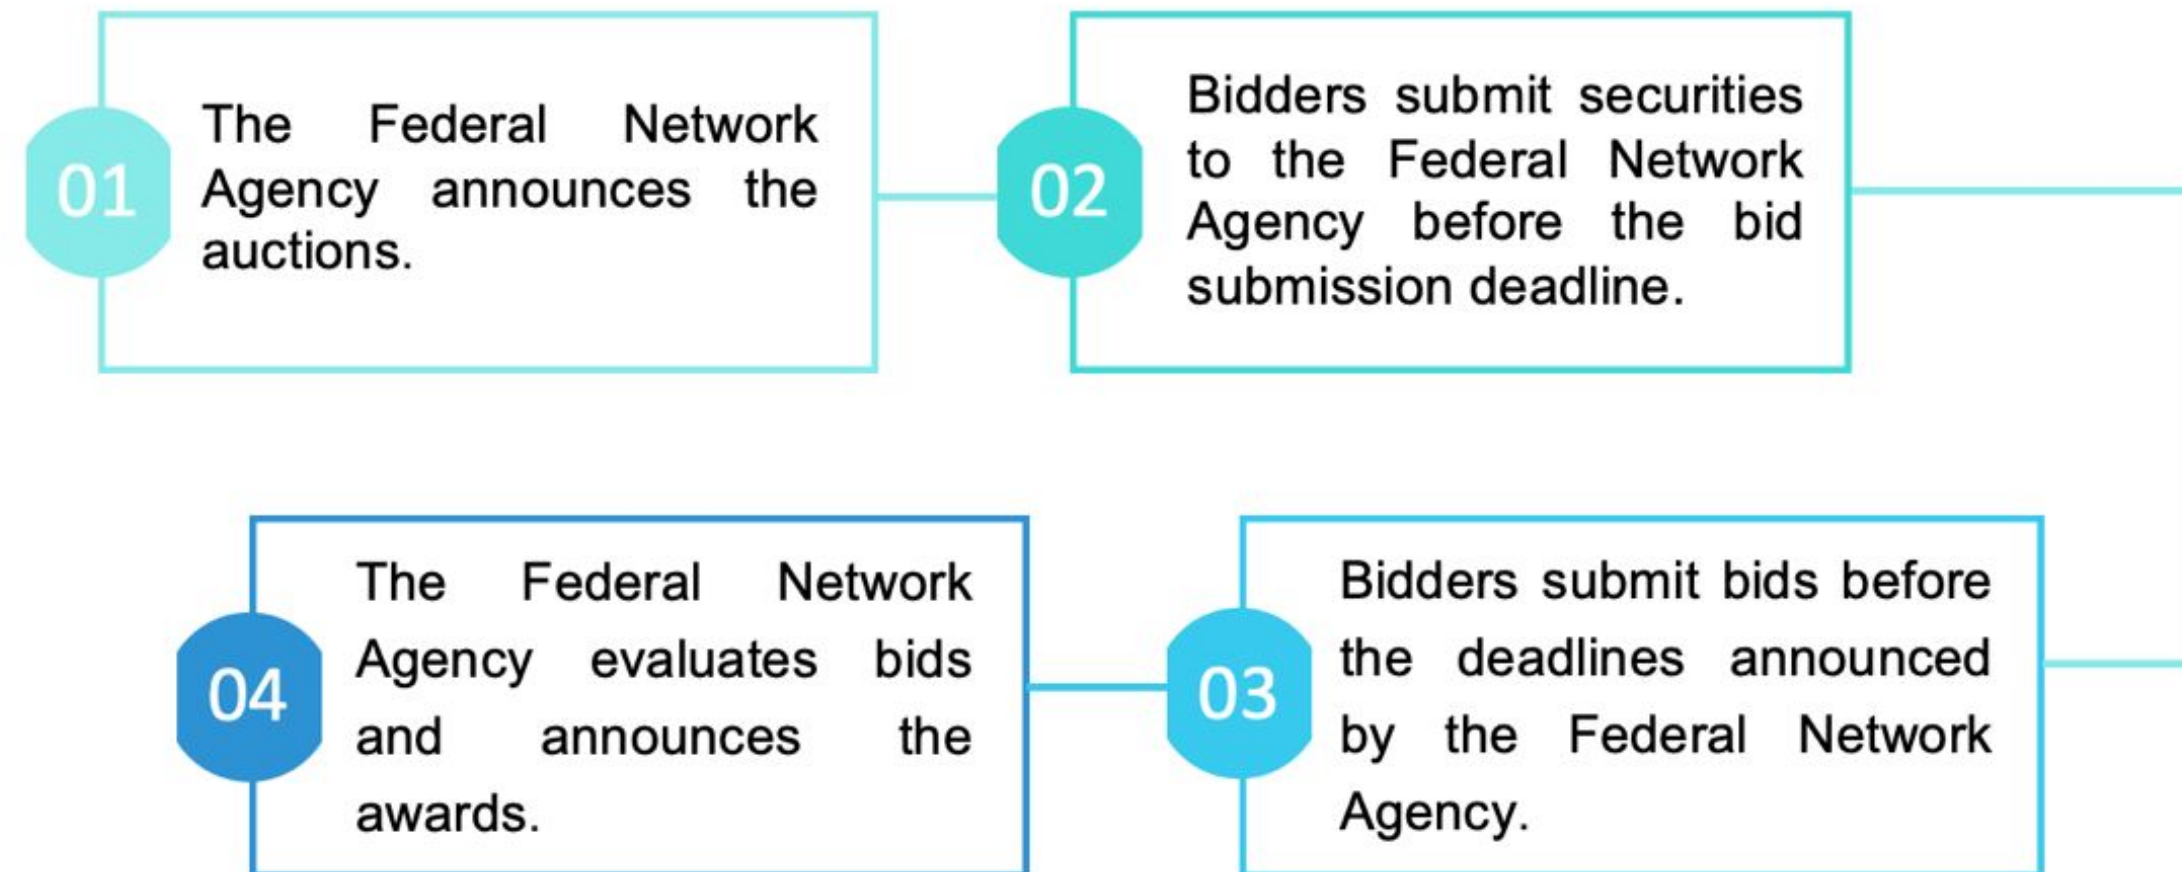 01
The Federal Network
Agency announces the
auctions.
02
Bidders submit securities
to the Federal Network
Agency before the bid
submission deadline.
03
Bidders submit bids before
the deadlines announced
by the Federal Network
Agency.
04
The Federal Network
Agency evaluates bids
and announces the
awards.